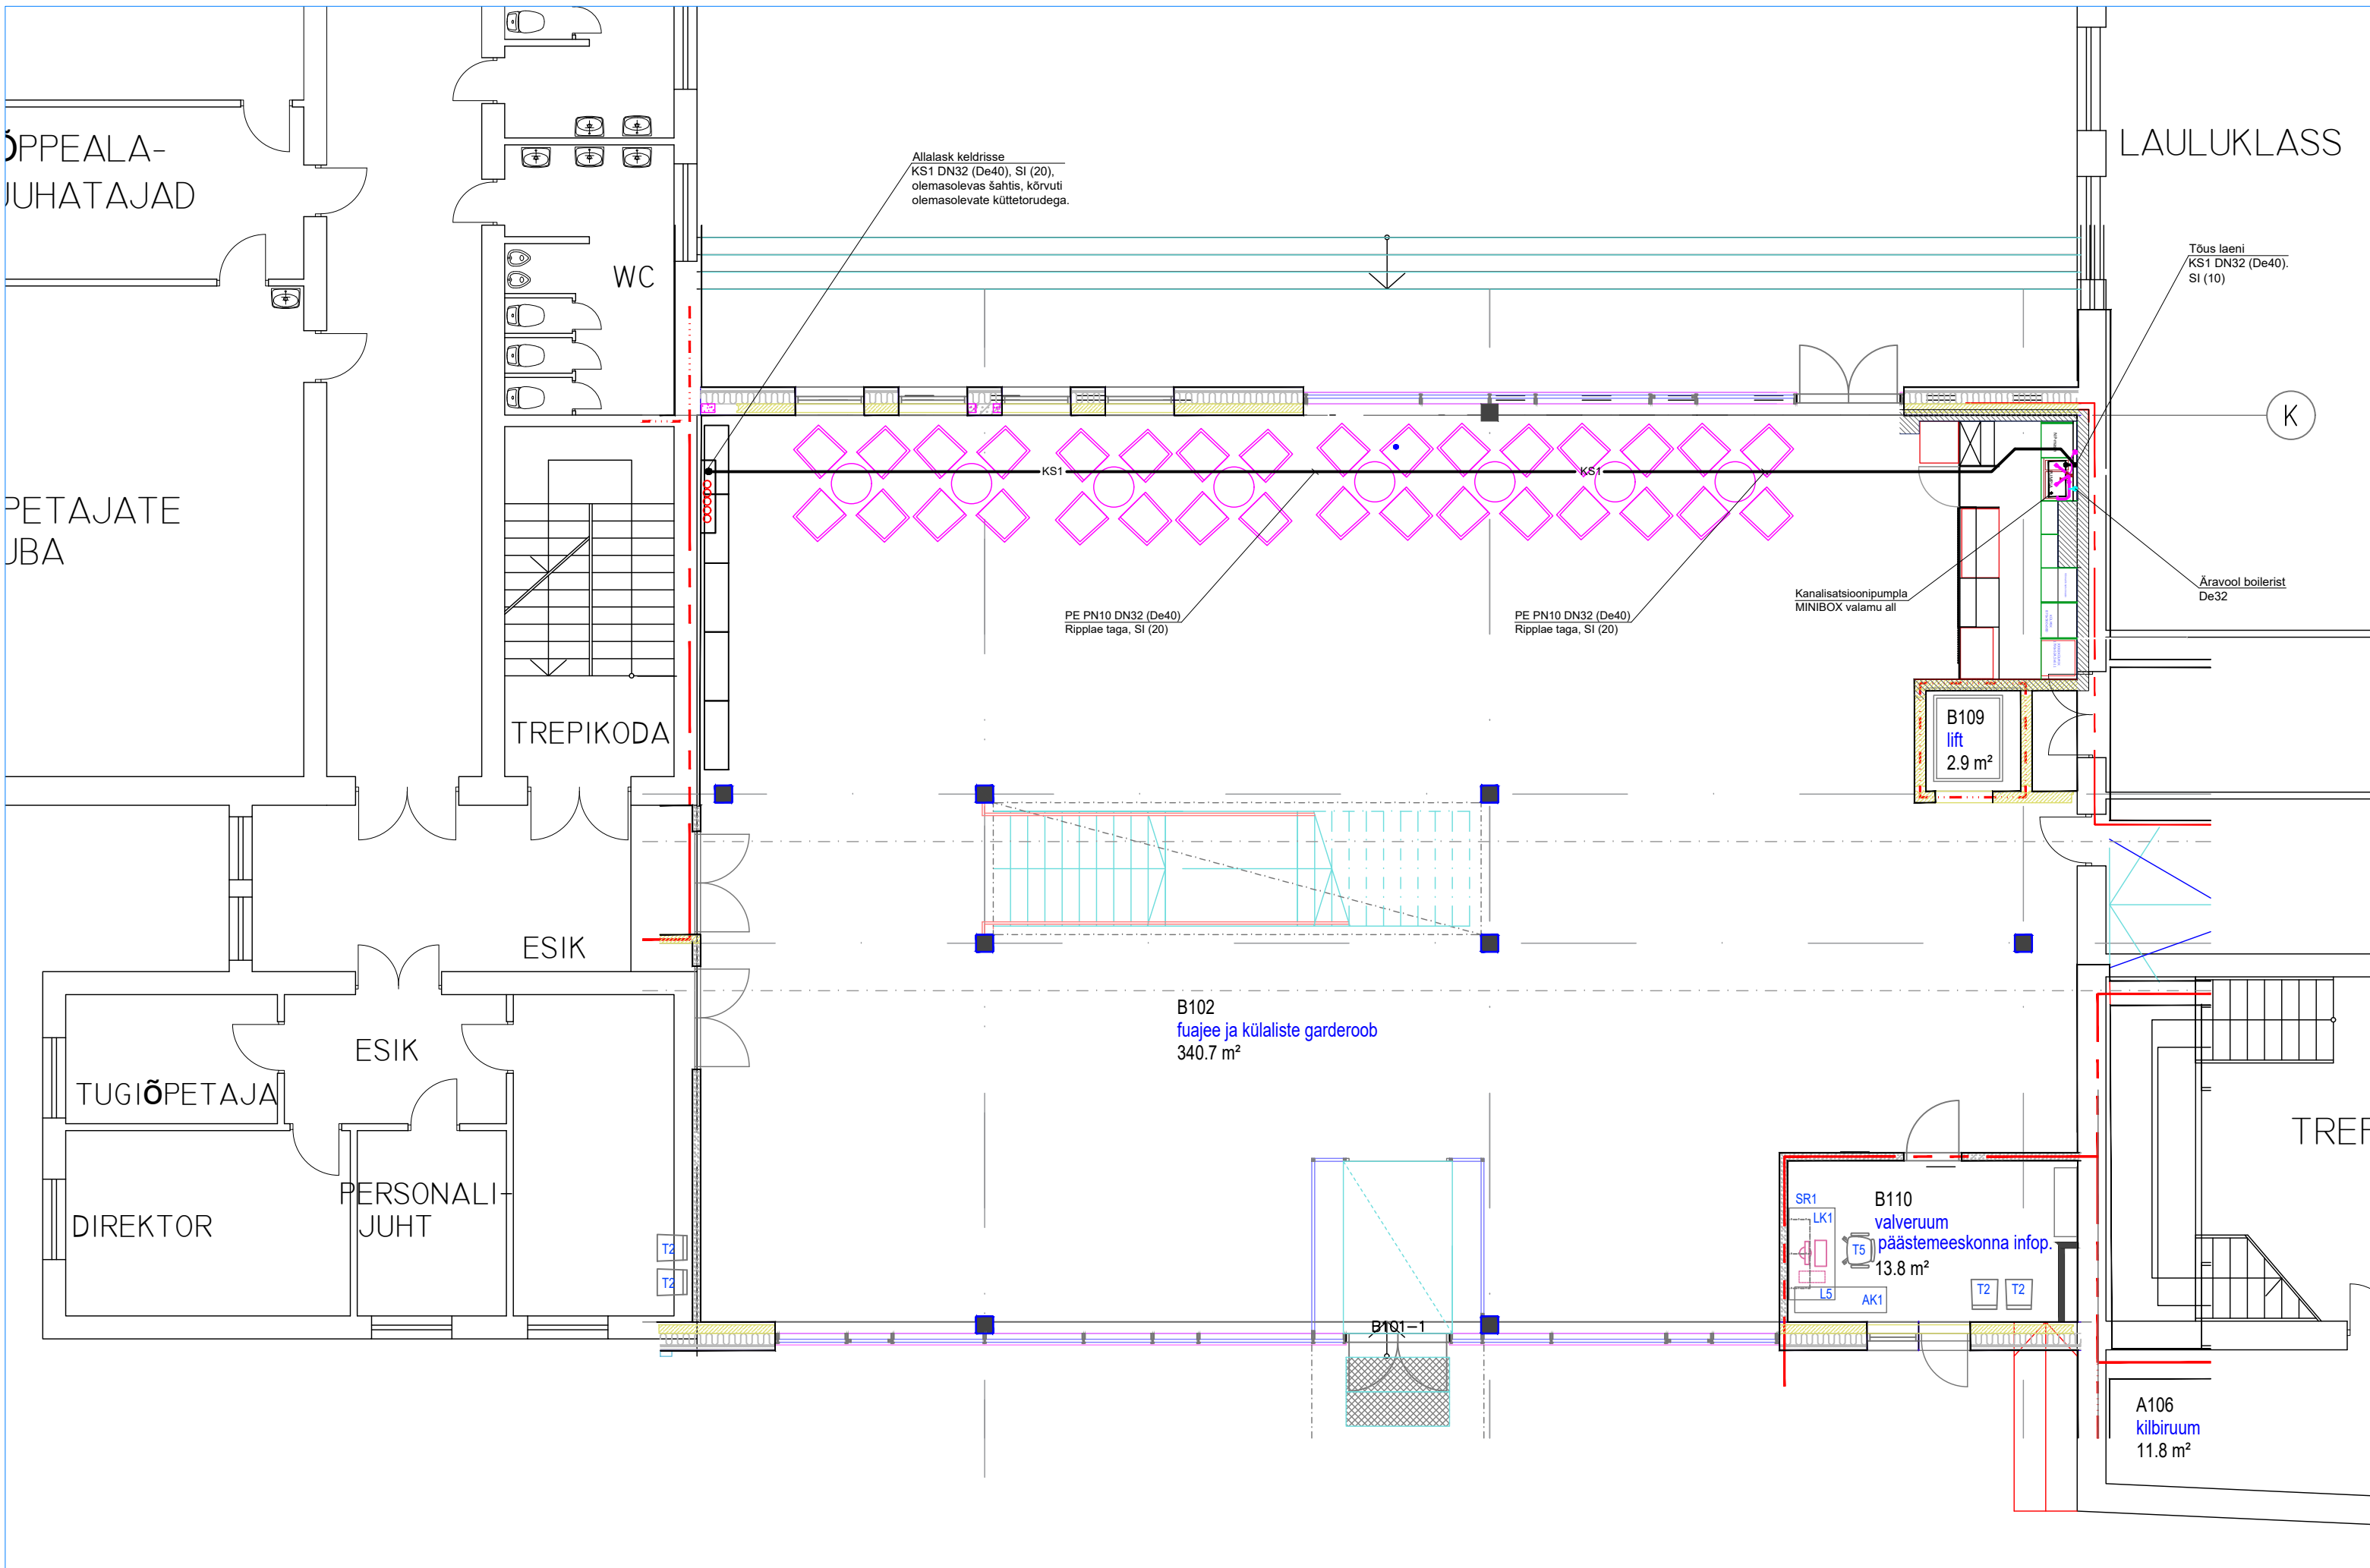 ÕPPEALA-
JUHATAJAD
LAULUKLASS
Allalask keldrisse
KS1 DN32 (De40), SI (20),
olemasolevas šahtis, kõrvuti
olemasolevate küttetorudega.
Tõus laeni
KS1 DN32 (De40).
SI (10)
WC
K
KS1
KS1
PETAJATE
UBA
PE PN10 DN32 (De40)
Ripplae taga, SI (20)
PE PN10 DN32 (De40)
Ripplae taga, SI (20)
Kanalisatsioonipumpla
MINIBOX valamu all
Äravool boilerist
De32
TREPIKODA
B109
lift
2.9 m²
ESIK
B102
fuajee ja külaliste garderoob
340.7 m²
ESIK
TUGIÕPETAJA
TREP
PERSONALI-
JUHT
DIREKTOR
T2
T2
SR1
LK1
B110
valveruum
päästemeeskonna infop.
13.8 m²
T5
L5
AK1
T2
T2
B101-1
A106
kilbiruum
11.8 m²